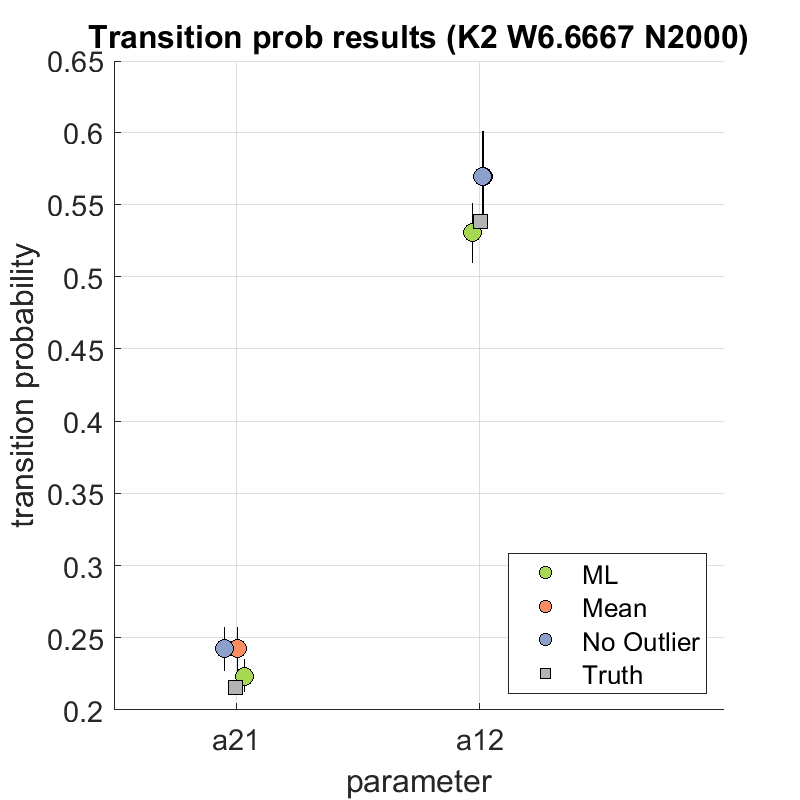 Transition prob results (K2 W6.6667 N2000)
0.65
0.6
0.55
0.5
0.45
0.4
0.35
0.3
0.25
0.2
transition probability
a21
a12
parameter
ML
Mean
No Outlier
Truth